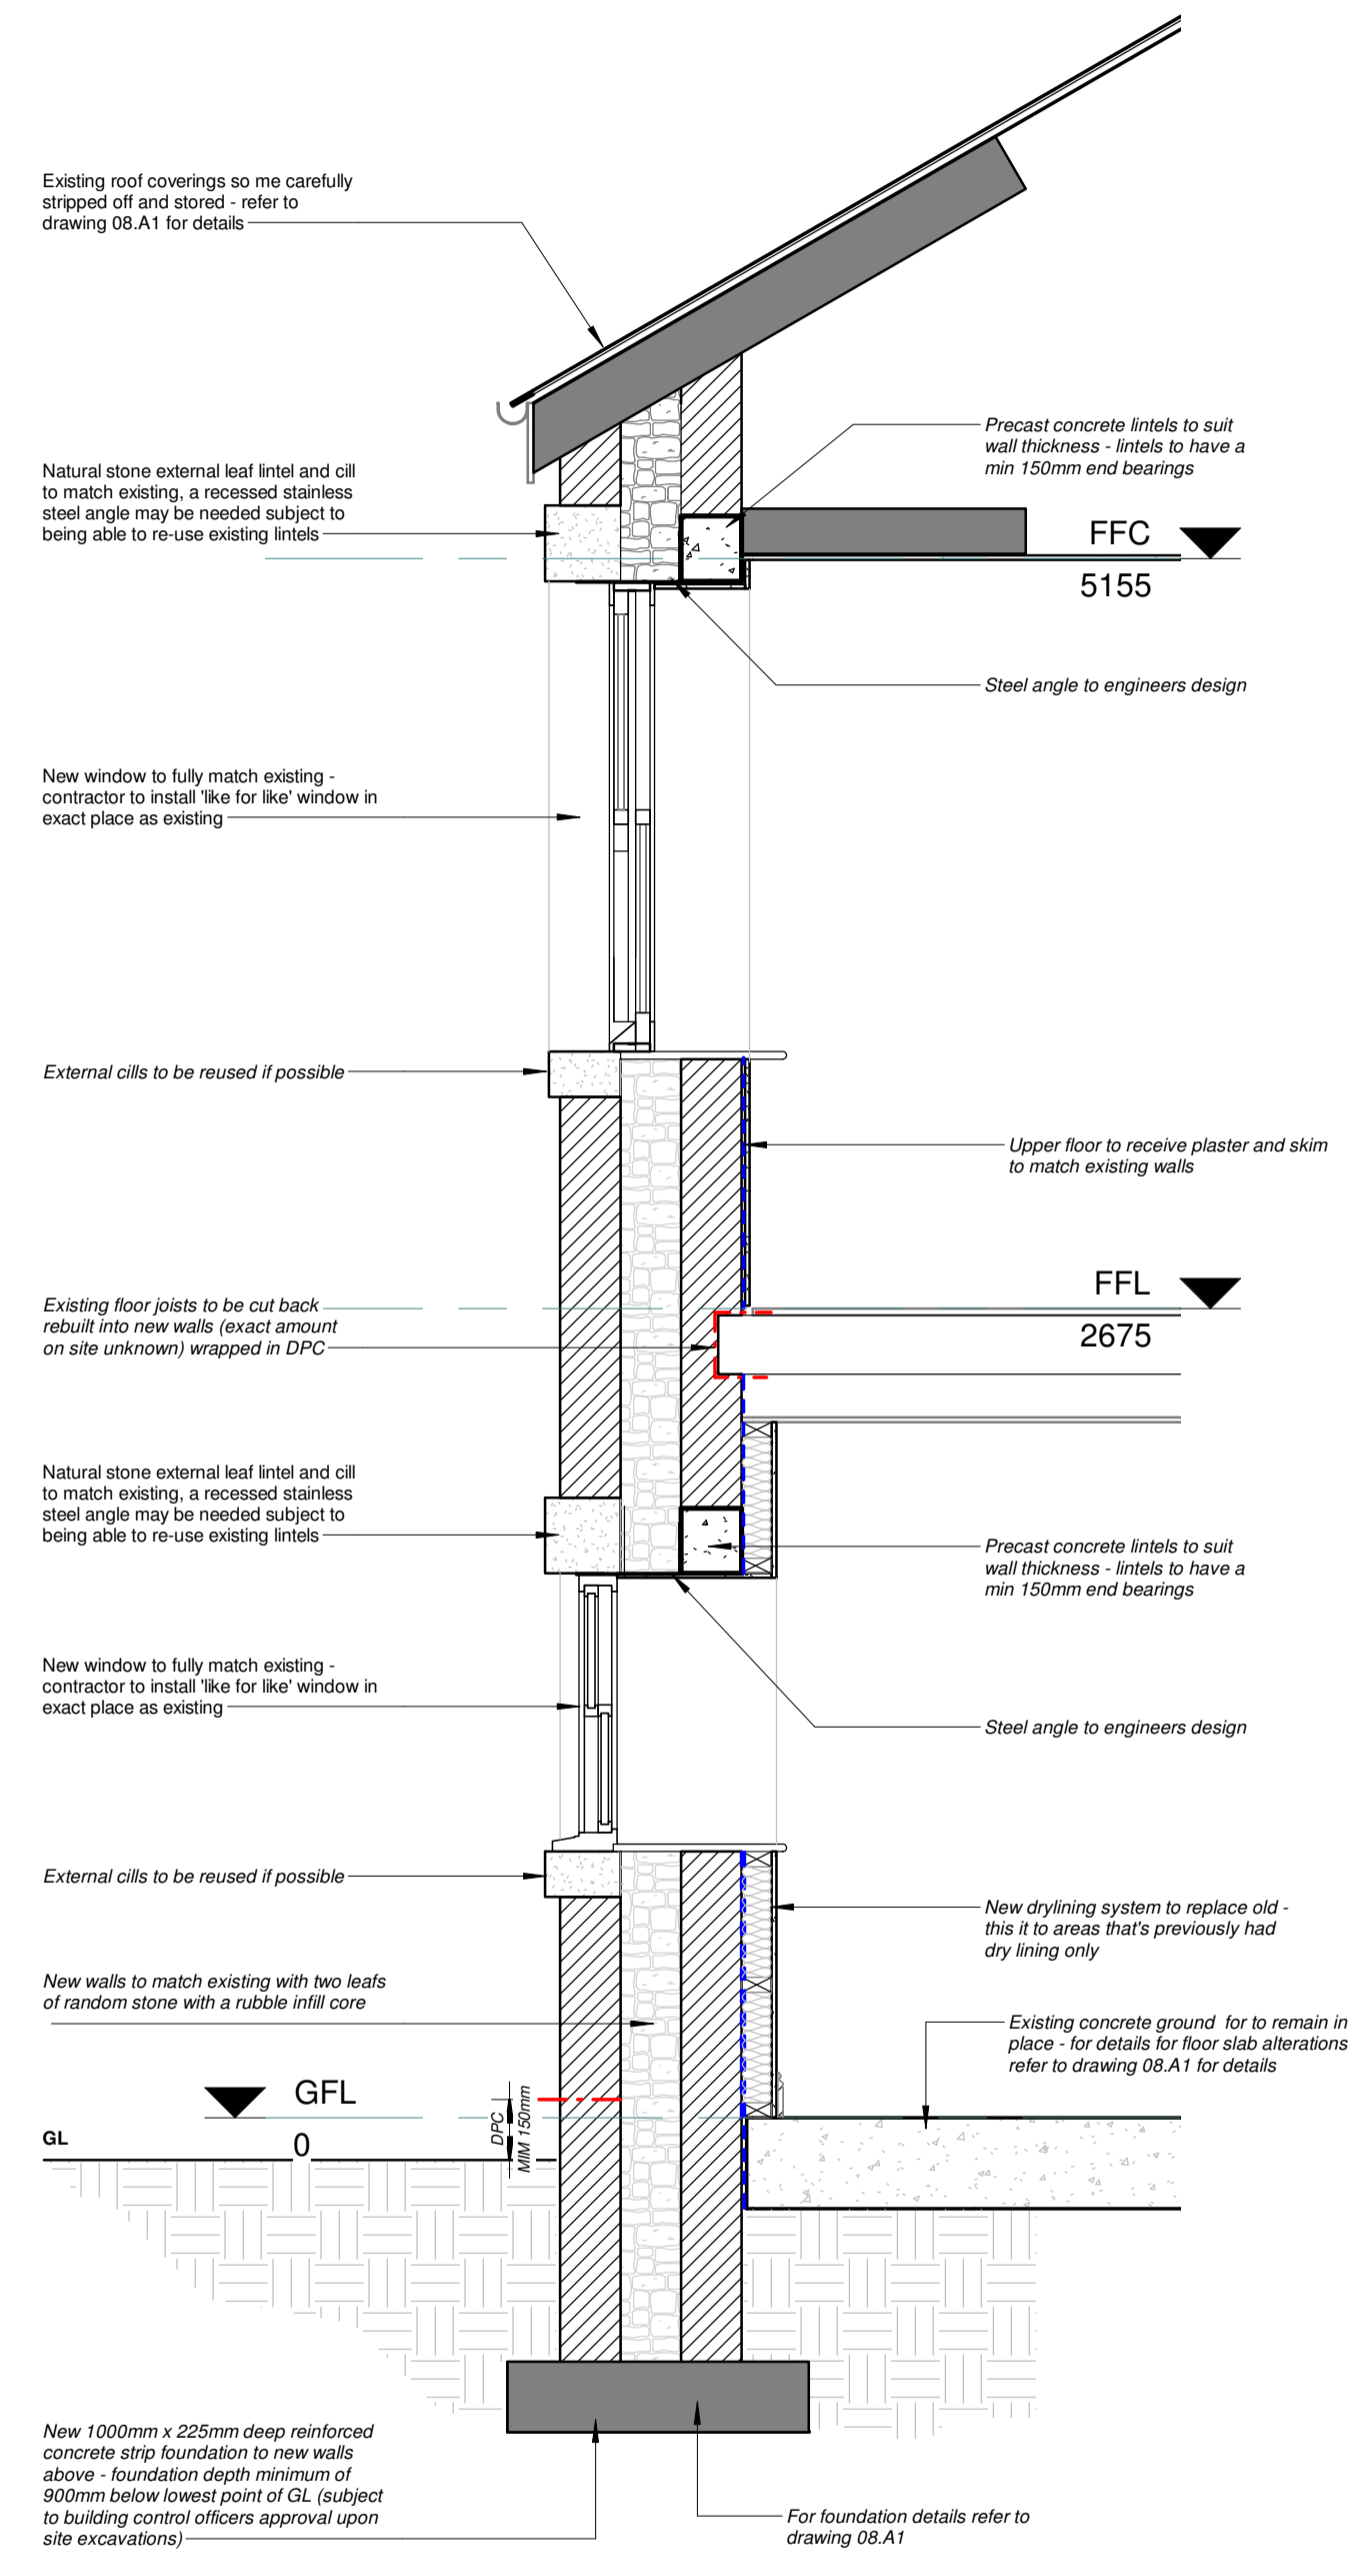 Existing roof coverings so me carefully
stripped off and stored - refer to
drawing 08.A1 for details
Precast concrete lintels to suit
wall thickness - lintels to have a
min 150mm end bearings
Natural stone external leaf lintel and cill
to match existing, a recessed stainless
steel angle may be needed subject to
being able to re-use existing lintels
FFC
5155
Steel angle to engineers design
New window to fully match existing -
contractor to install 'like for like' window in
exact place as existing
External cills to be reused if possible
Upper floor to receive plaster and skim
to match existing walls
FFL
2675
Existing floor joists to be cut back
rebuilt into new walls (exact amount
on site unknown) wrapped in DPC
Natural stone external leaf lintel and cill
to match existing, a recessed stainless
steel angle may be needed subject to
being able to re-use existing lintels
Precast concrete lintels to suit
wall thickness - lintels to have a
min 150mm end bearings
New window to fully match existing -
contractor to install 'like for like' window in
exact place as existing
Steel angle to engineers design
External cills to be reused if possible
New drylining system to replace old -
this it to areas that's previously had
dry lining only
New walls to match existing with two leafs
of random stone with a rubble infill core
Existing concrete ground  for to remain in
place - for details for floor slab alterations
refer to drawing 08.A1 for details
GFL
0
GL
DPC
MIM 150mm
New 1000mm x 225mm deep reinforced
concrete strip foundation to new walls
above - foundation depth minimum of
900mm below lowest point of GL (subject
to building control officers approval upon
site excavations)
For foundation details refer to
drawing 08.A1